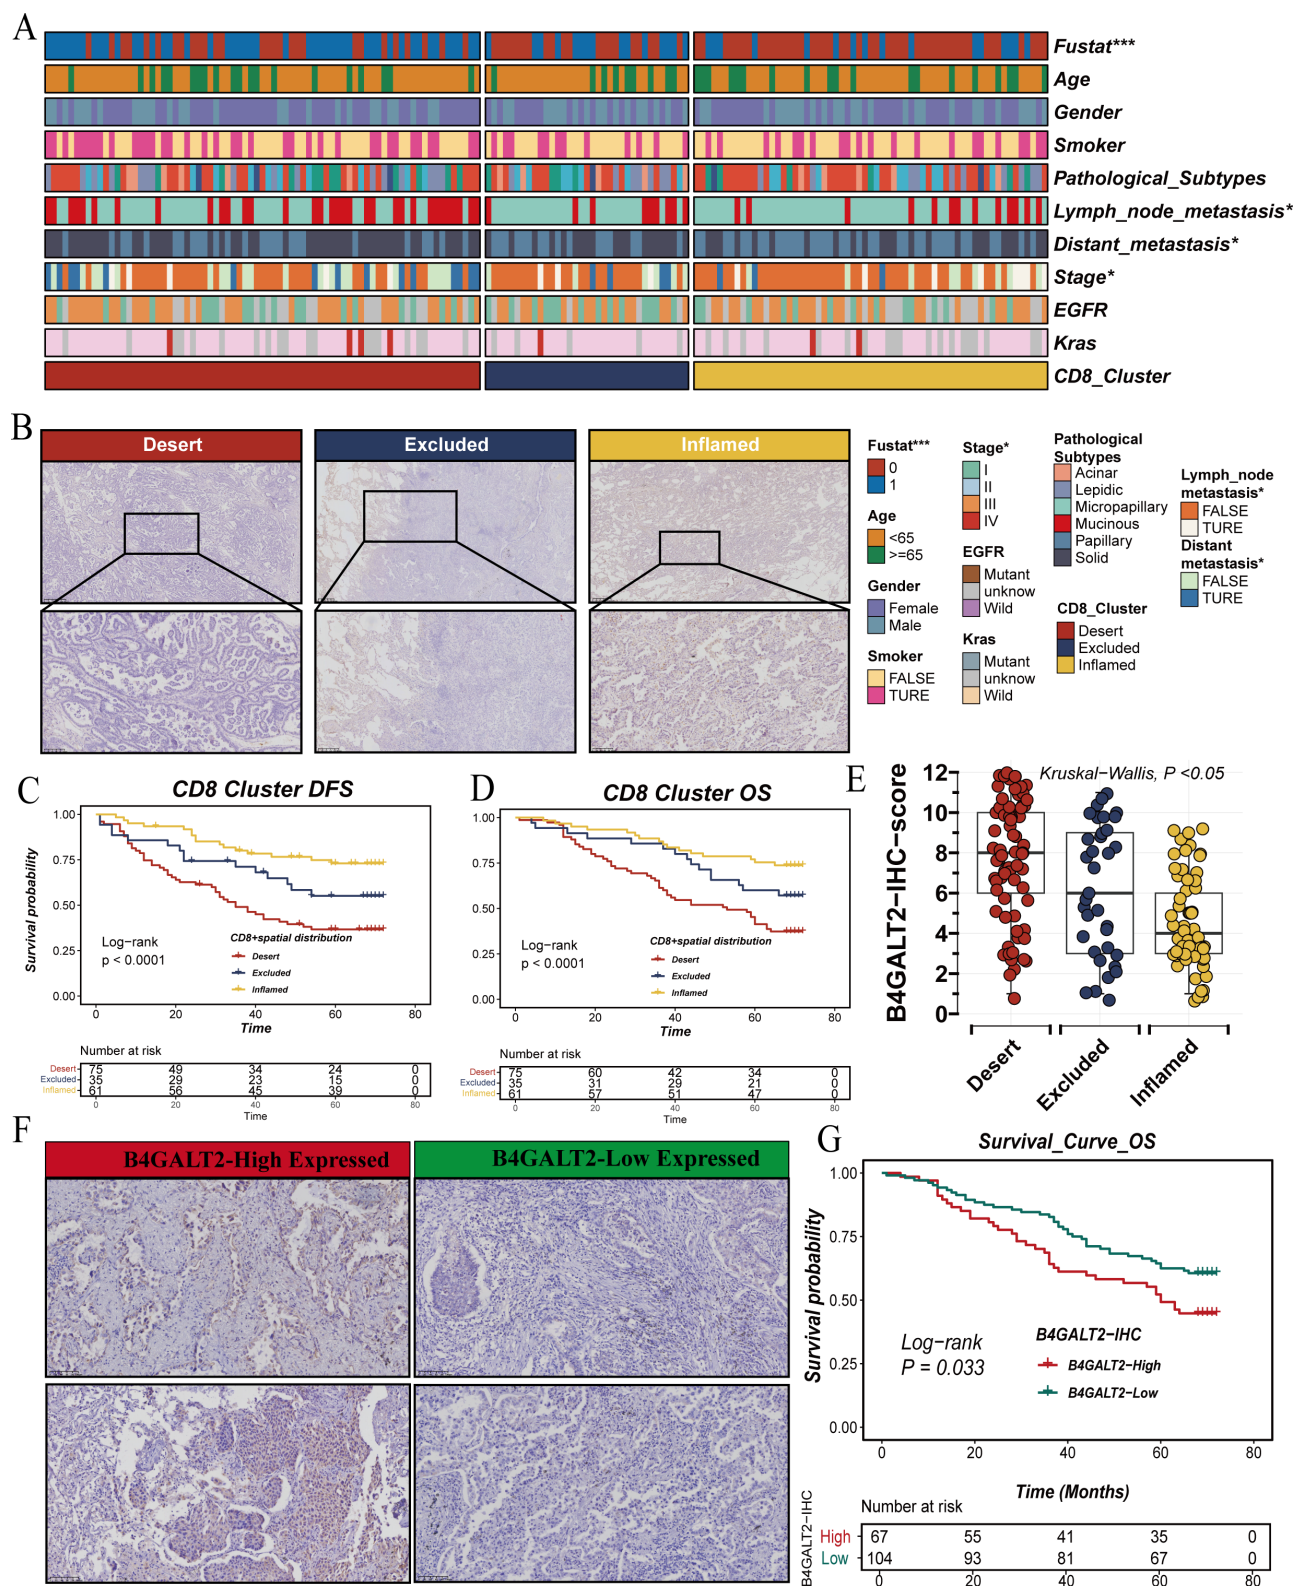 A
Fustat***
Age
Gender
Smoker
Pathological_Subtypes
Lymph_node_metastasis*
Distant_metastasis*
Stage*
EGFR
Kras
CD8_Cluster
B
Desert
Excluded
Inflamed
Fustat***
0
1
Age
<65
>=65
Gender
Female
Male
Smoker
FALSE
TURE
Stage*
I
II
III
IV
EGFR
Mutant
unknow
Wild
Kras
Mutant
unknow
Wild
Pathological
Subtypes
Acinar
Lepidic
Micropapillary
Mucinous
Papillary
Solid
CD8_Cluster
Desert
Excluded
Inflamed
Lymph_node
metastasis*
FALSE
TURE
Distant
metastasis*
FALSE
TURE
C
CD8 Cluster DFS
Survival probability
1.00
0.75
0.50
0.25
0.00
Log−rank
p < 0.0001
CD8+spatial distribution
Desert
Excluded
Inflamed
0 20 40 60 80
Time
Number at risk
Desert 75 49 34 24 0
Excluded 35 29 23 15 0
Inflamed 61 56 45 39 0
0 20 40 60 80
Time
D
CD8 Cluster OS
1.00
0.75
0.50
0.25
0.00
Log−rank
p < 0.0001
CD8+spatial distribution
Desert
Excluded
Inflamed
0 20 40 60 80
Time
Number at risk
Desert 75 60 42 34 0
Excluded 35 31 29 21 0
Inflamed 61 57 51 47 0
0 20 40 60 80
Time
E
B4GALT2−IHC−score
Kruskal−Wallis, P <0.05
12
10
8
6
4
2
0
Desert
Excluded
Inflamed
F
B4GALT2-High Expressed
B4GALT2-Low Expressed
G
Survival_Curve_OS
Survival probability
1.00
0.75
0.50
0.25
0.00
Log−rank
P = 0.033
B4GALT2−IHC
B4GALT2−High
B4GALT2−Low
0 20 40 60 80
Time (Months)
B4GALT2−IHC
Number at risk
High 67 55 41 35 0
Low 104 93 81 67 0
0 20 40 60 80